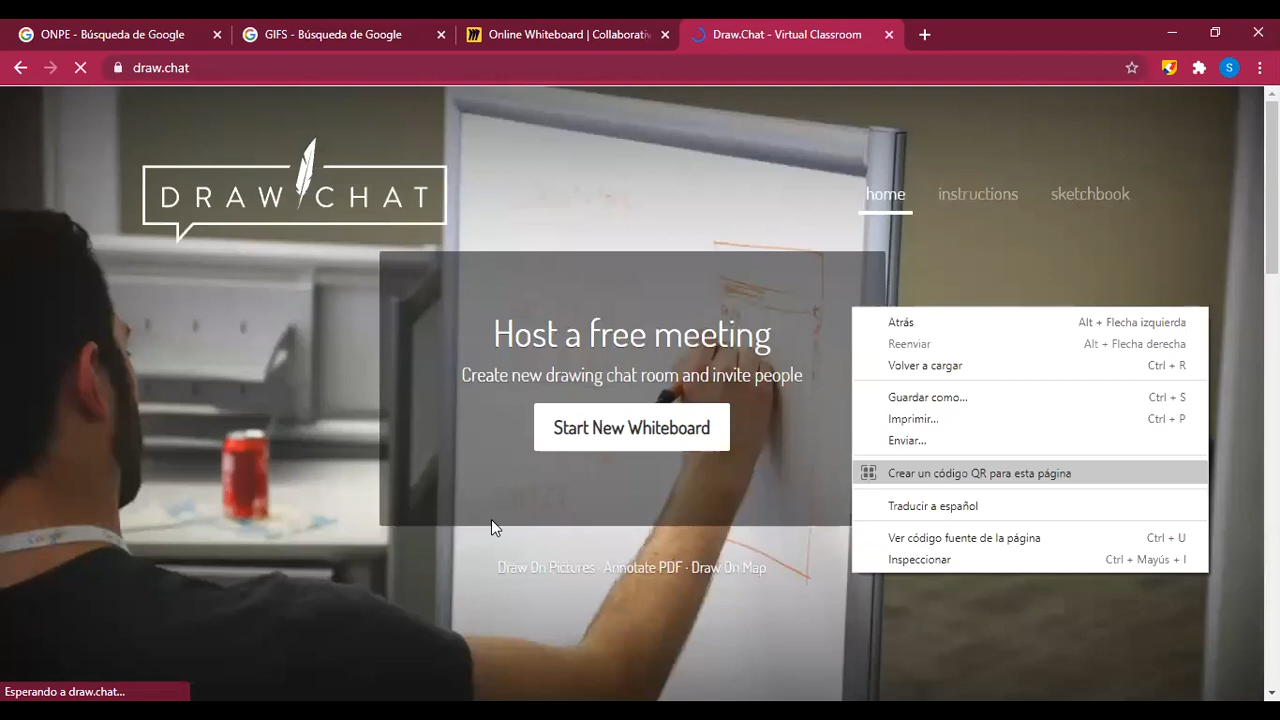 ONPE - Búsqueda de Google
GIFS - Búsqueda de Google
Online Whiteboard | Collaborativ
Draw.Chat - Virtual Classroom
draw.chat
S
DRAW CHAT
home
instructions
sketchbook
Host a free meeting
Create new drawing chat room and invite people
Start New Whiteboard
Draw On Pictures · Annotate PDF · Draw On Map
Atrás Alt + Flecha izquierda
Reenviar Alt + Flecha derecha
Volver a cargar Ctrl + R
Guardar como... Ctrl + S
Imprimir... Ctrl + P
Enviar...
Crear un código QR para esta página
Traducir a español
Ver código fuente de la página Ctrl + U
Inspeccionar Ctrl + Mayús + I
Esperando a draw.chat...